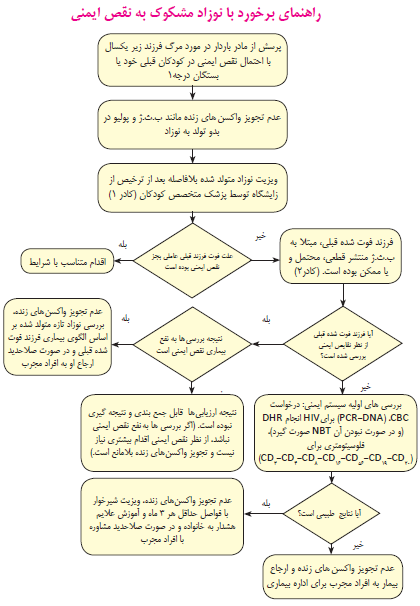 راهنمای برخورد با نوزاد مشکوک به نقص ایمنی
پرسش از مادر باردار در مورد مرگ فرزند زیر یکسال
با احتمال نقص ایمنی در کودکان قبلی خود یا
بستگان درجه۱
عدم تجویز واکسن های زنده مانند ب.ث.ژ و پولیو در
بدو تولد به نوزاد
ویزیت نوزاد متولد شده بلافاصله بعد از ترخیص از
زایشگاه توسط پزشک متخصص کودکان (کادر ۱)
علت فوت فرزند قبلی عاملی بجز
نقص ایمنی بوده است
بله
خیر
اقدام متناسب با شرایط
فرزند فوت شده قبلی، مبتلا به
ب.ث.ژ منتشر قطعی، محتمل و
یا ممکن بوده است. (کادر۲)
آیا فرزند فوت شده قبلی
از نظر نقایص ایمنی
بررسی شده است؟
بله
خیر
نتیجه بررسی ها به نفع
بیماری نقص ایمنی است
بله
خیر
عدم تجویز واکسن های زنده،
بررسی نوزاد تازه متولد شده بر
اساس الگوی بیماری فرزند فوت
شده قبلی و در صورت صلاحدید
ارجاع او به افراد مجرب
نتیجه ارزیابی ها قابل جمع بندی و نتیجه گیری
نبوده است. (اگر بررسی ها به نفع نقص ایمنی
نباشد، از نظر نقص ایمنی اقدام بیشتری نیاز
نیست و تجویز واکسن های زنده بلامانع است.)
بررسی های اولیه سیستم ایمنی: درخواست
CBC، (PCR-DNA) برای HIV انجام DHR
(و در صورت نبودن آن NBT صورت گیرد)،
فلوسیتومتری برای
آیا نتایج طبیعی است؟
بله
خیر
عدم تجویز واکسن های زنده، ویزیت شیرخوار
با فواصل حداقل هر ۳ ماه و آموزش علایم
هشدار به خانواده و در صورت صلاحدید مشاوره
با افراد مجرب
عدم تجویز واکسن های زنده و ارجاع
بیمار به افراد مجرب برای اداره بیماری